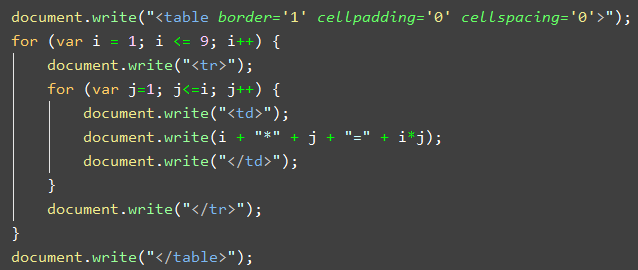 document.write("<table border='1' cellpadding='0' cellspacing='0'>");
for (var i = 1; i <= 9; i++) {
    document.write("<tr>");
    for (var j=1; j<=i; j++) {
        document.write("<td>");
        document.write(i + "*" + j + "=" + i*j);
        document.write("</td>");
    }
    document.write("</tr>");
}
document.write("</table>");